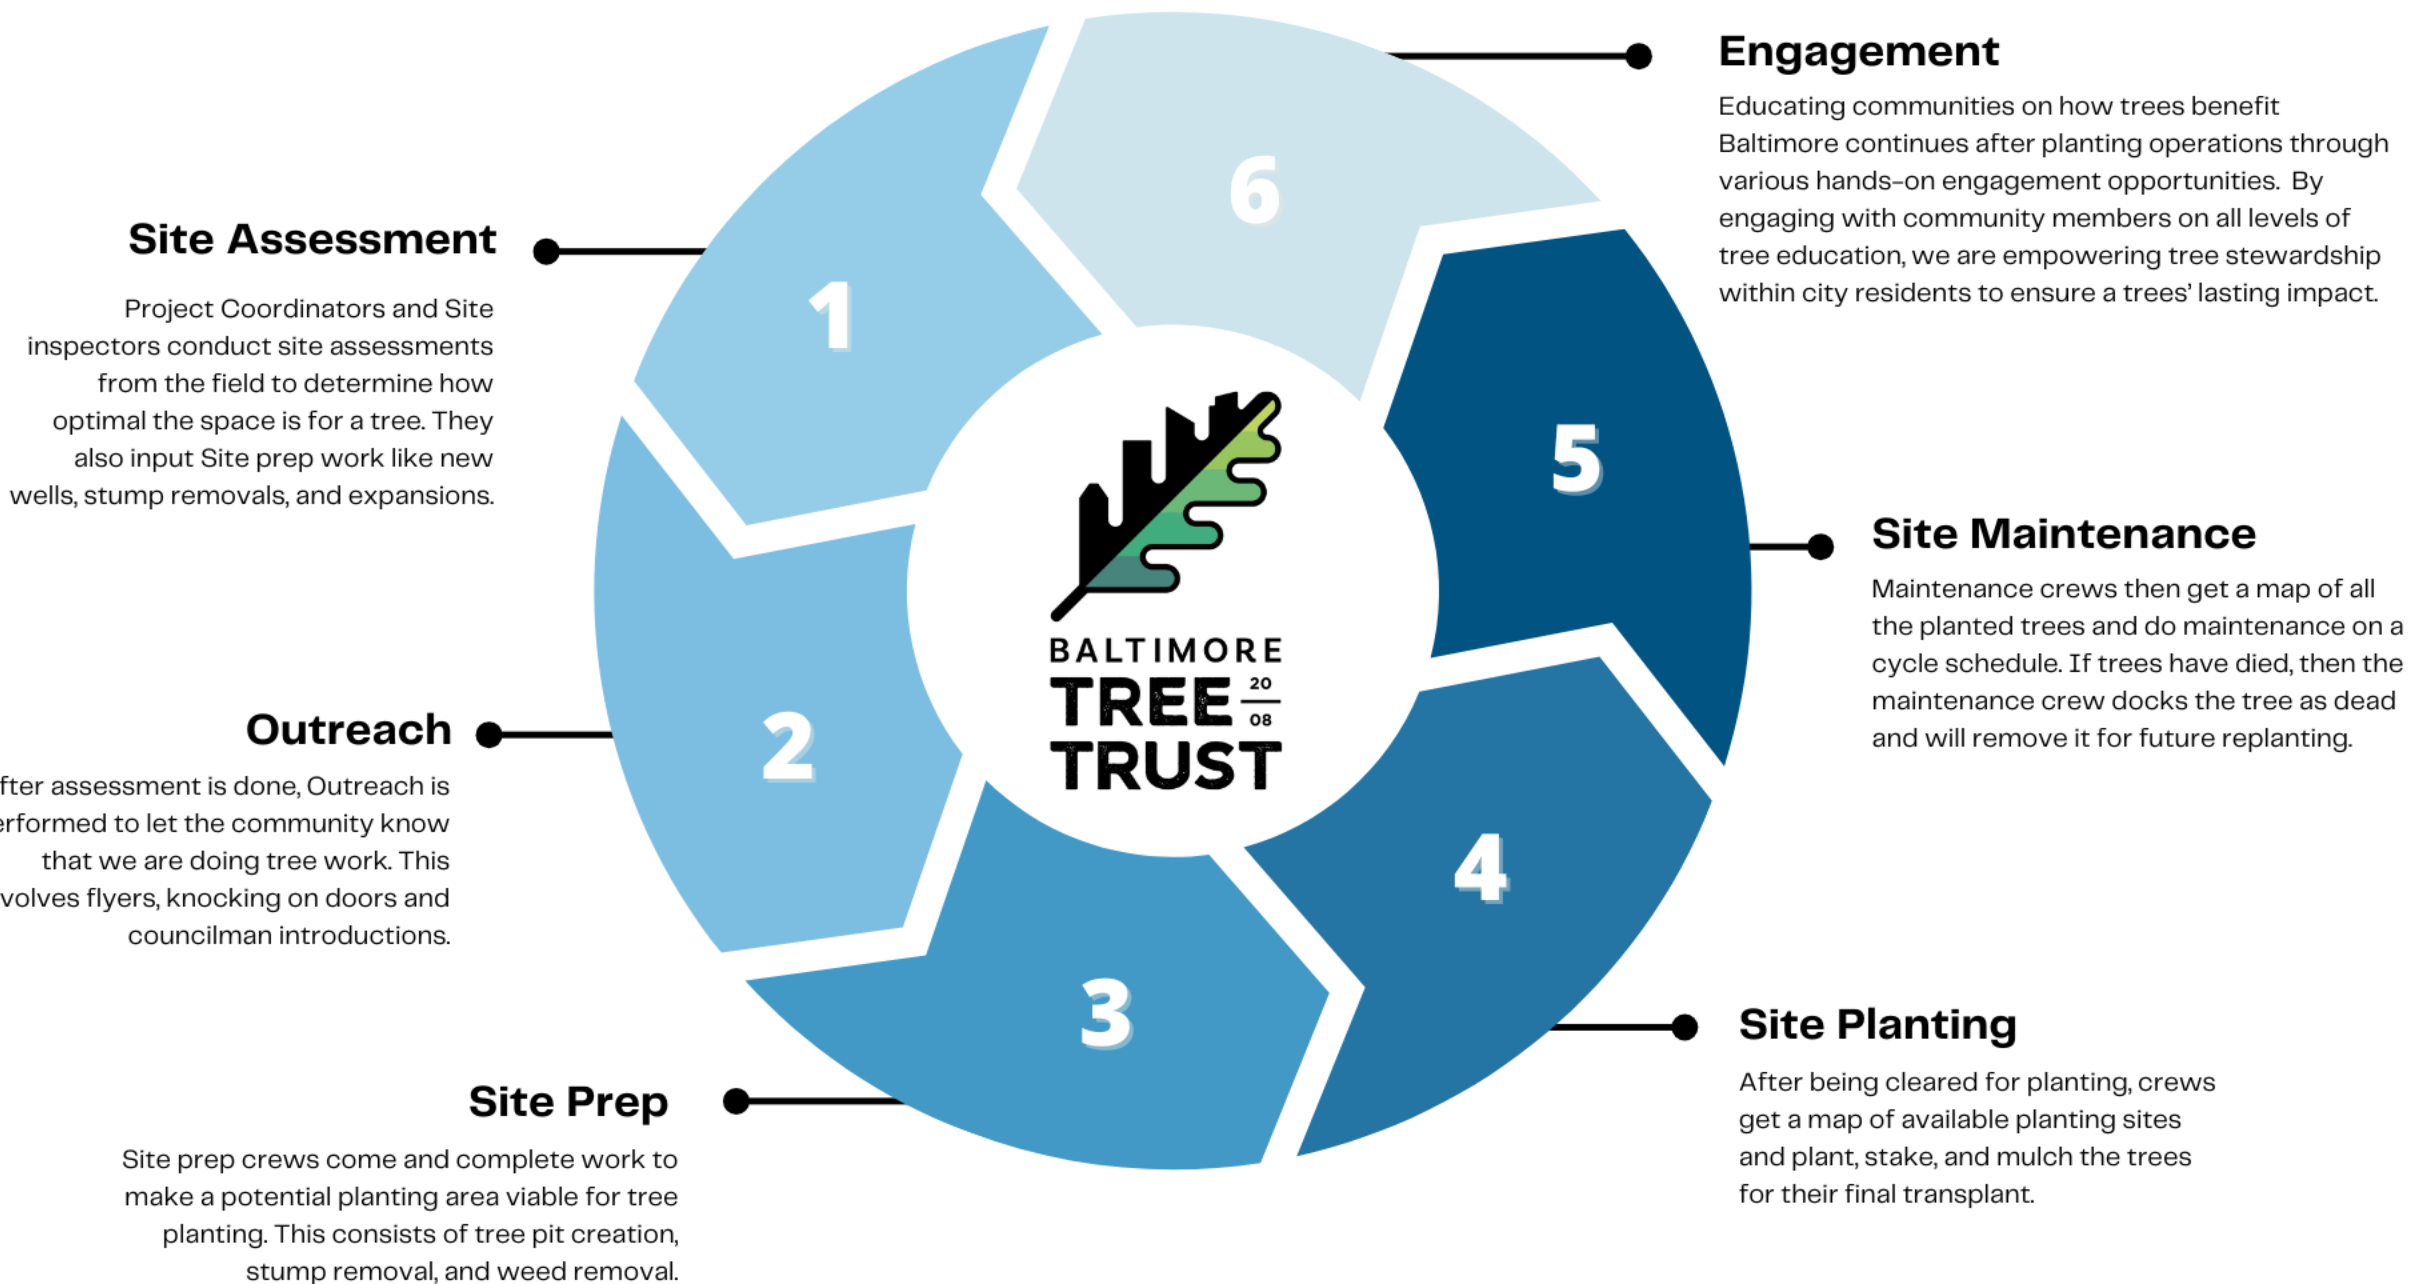 1
Site Assessment
Project Coordinators and Site
inspectors conduct site assessments
from the field to determine how
optimal the space is for a tree. They
also input Site prep work like new
wells, stump removals, and expansions.
2
Outreach
assessment is done, Outreach is
to let the community know
that we are doing tree work. This
flyers, knocking on doors and
councilman introductions.
3
Site Prep
Site prep crews come and complete work to
make a potential planting area viable for tree
planting. This consists of tree pit creation,
stump removal, and weed removal.
4
Site Planting
After being cleared for planting, crews
get a map of available planting sites
and plant, stake, and mulch the trees
for their final transplant.
5
Site Maintenance
Maintenance crews then get a map of all
the planted trees and do maintenance on a
cycle schedule. If trees have died, then the
maintenance crew docks the tree as dead
and will remove it for future replanting.
6
Engagement
Educating communities on how trees benefit
Baltimore continues after planting operations through
various hands-on engagement opportunities. By
engaging with community members on all levels of
tree education, we are empowering tree stewardship
within city residents to ensure a trees’ lasting impact.
BALTIMORE
TREE 20 08
TRUST